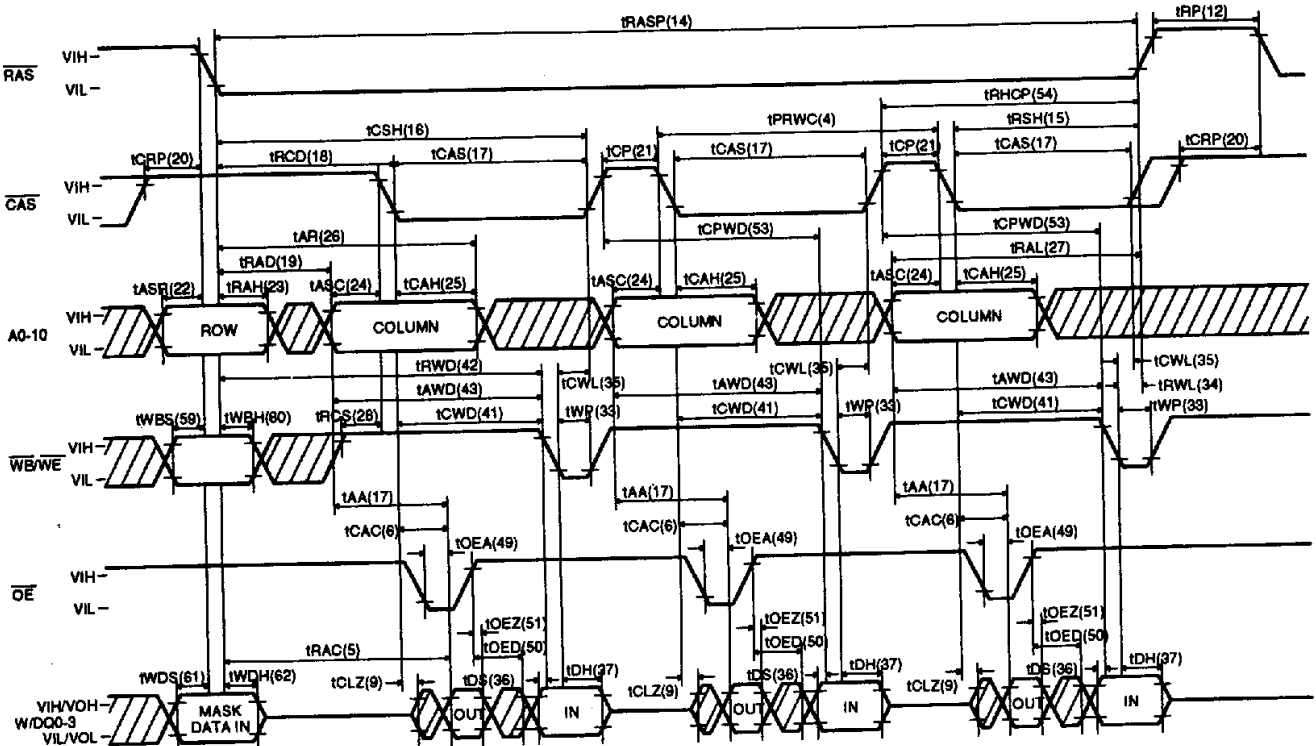 tRASP(14)
tRP(12)
RAS
VIH
VIL
tRHCP(54)
tPRWC(4)
tCSH(16)
tRSH(15)
tCRP(20)
tRCD(18)
tCAS(17)
tCP(21)
tCAS(17)
tCP(21)
tCAS(17)
tCRP(20)
CAS
VIH
VIL
tAR(26)
tCPWD(53)
tCPWD(53)
tRAD(19)
tRAL(27)
tASR(22)
tRAH(23)
tASC(24)
tCAH(25)
tASC(24)
tCAH(25)
tASC(24)
tCAH(25)
A0-10
VIH
VIL
ROW
COLUMN
COLUMN
COLUMN
tRWD(42)
tCWL(35)
tCWL(35)
tCWL(35)
tAWD(43)
tAWD(43)
tAWD(43)
tRWL(34)
tWBS(59)
tWBH(60)
tRCS(28)
tCWD(41)
tWP(33)
tCWD(41)
tWP(33)
tCWD(41)
tWP(33)
WB/WE
VIH
VIL
tAA(17)
tAA(17)
tAA(17)
tCAC(6)
tCAC(6)
tCAC(6)
tOEA(49)
tOEA(49)
tOEA(49)
OE
VIH
VIL
tOEZ(51)
tOEZ(51)
tOEZ(51)
tRAC(5)
tOED(50)
tOED(50)
tOED(50)
tWDS(61)
tWDH(62)
tCLZ(9)
tDS(36)
tDH(37)
tCLZ(9)
tDS(36)
tDH(37)
tCLZ(9)
tDS(36)
tDH(37)
VIH/VOH
W/DQ0-3
VIL/VOL
MASK
DATA IN
OUT
IN
OUT
IN
OUT
IN